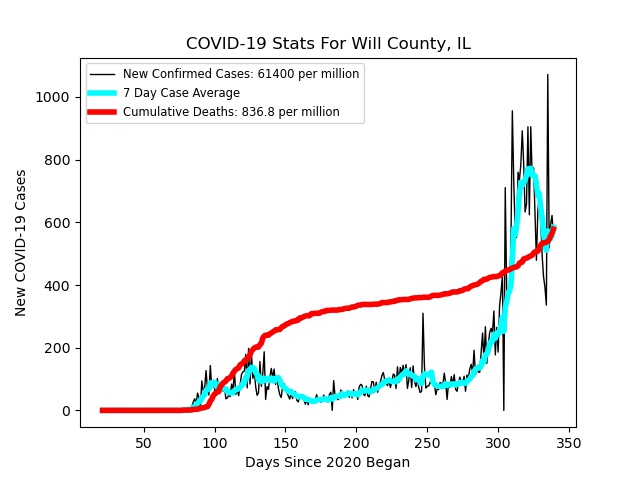 COVID-19 Stats For Will County, IL
New Confirmed Cases: 61400 per million
7 Day Case Average
Cumulative Deaths: 836.8 per million
New COVID-19 Cases
1000
800
600
400
200
0
50 100 150 200 250 300 350
Days Since 2020 Began